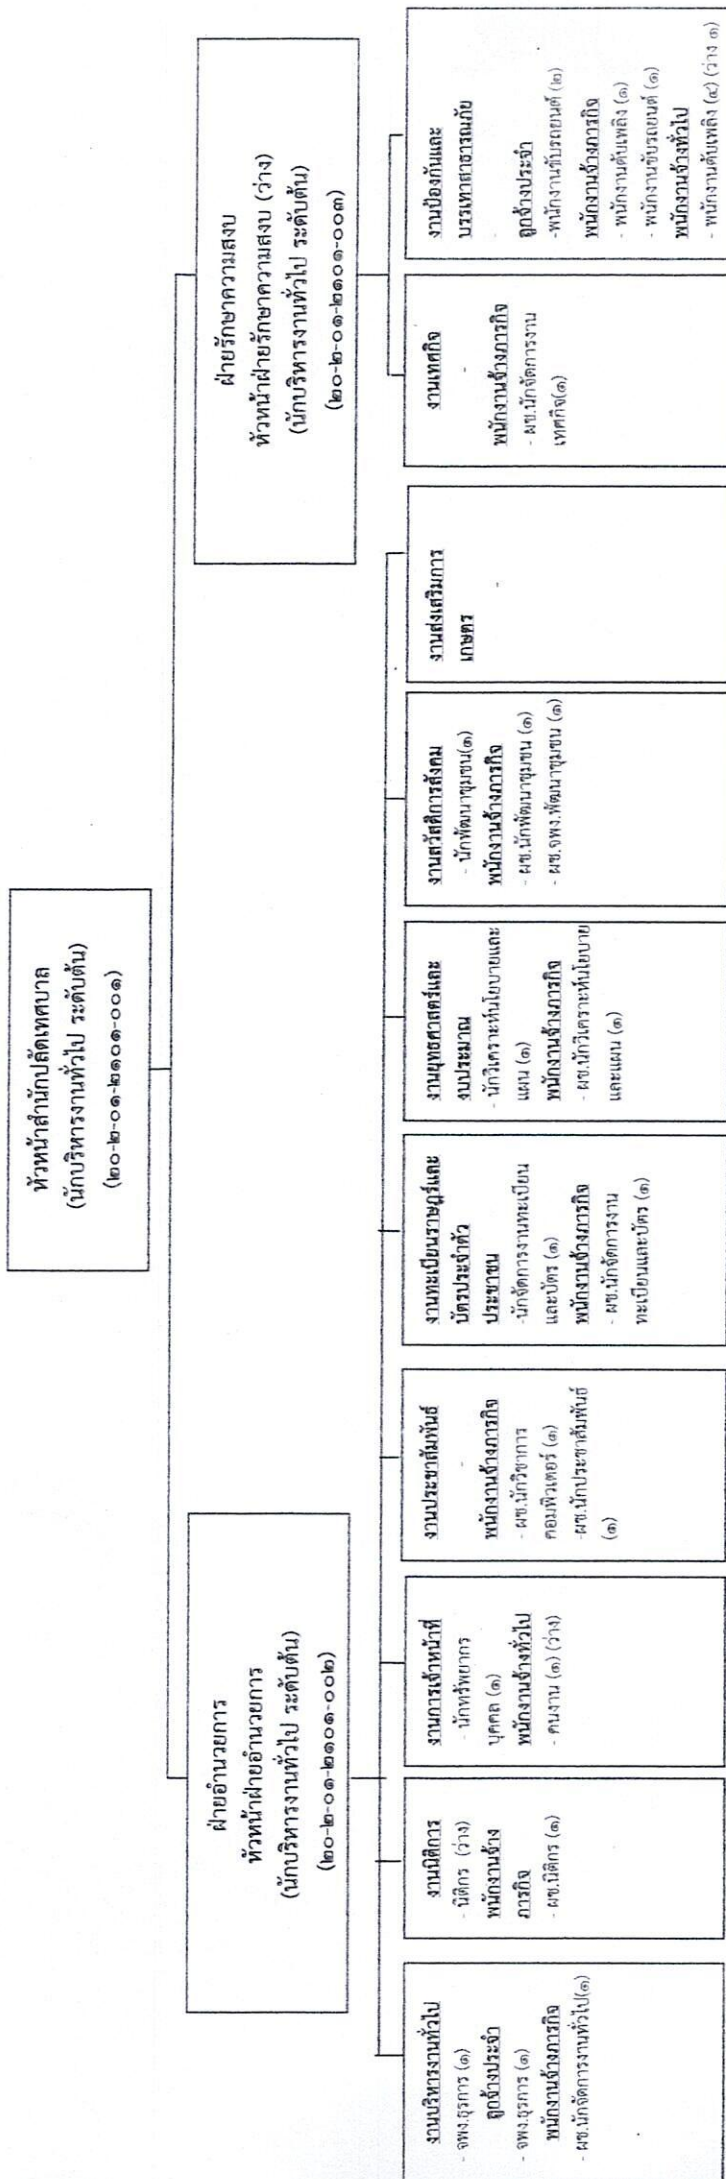 หัวหน้าสำนักปลัดเทศบาล
(นักบริหารงานทั่วไป ระดับต้น)
(๒๐-๒-๐๑-๒๑๐๑-๐๐๑)
ฝ่ายอำนวยการ
หัวหน้าฝ่ายอำนวยการ
(นักบริหารงานทั่วไป ระดับต้น)
(๒๐-๒-๐๑-๒๑๐๑-๐๐๒)
ฝ่ายรักษาความสงบ
หัวหน้าฝ่ายรักษาความสงบ (ว่าง)
(นักบริหารงานทั่วไป ระดับต้น)
(๒๐-๒-๐๑-๒๑๐๑-๐๐๓)
งานบริหารงานทั่วไป
- จพง.ธุรการ (๑)
ลูกจ้างประจำ
- จพง.ธุรการ (๑)
พนักงานจ้างภารกิจ
- ผช.นักจัดการงานทั่วไป(๑)
งานนิติการ
- นิติกร (ว่าง)
พนักงานจ้าง
ภารกิจ
- ผช.นิติกร (๑)
งานการเจ้าหน้าที่
- นักทรัพยากร
บุคคล (๑)
พนักงานจ้างทั่วไป
- คนงาน (๑) (ว่าง)
งานประชาสัมพันธ์
-
พนักงานจ้างภารกิจ
- ผช.นักวิชาการ
คอมพิวเตอร์ (๑)
-ผช.นักประชาสัมพันธ์
(๑)
งานทะเบียนราษฎร์และ
บัตรประจำตัว
ประชาชน
-นักจัดการงานทะเบียน
และบัตร (๑)
พนักงานจ้างภารกิจ
- ผช.นักจัดการงาน
ทะเบียนและบัตร (๑)
งานยุทธศาสตร์และ
งบประมาณ
- นักวิเคราะห์นโยบายและ
แผน (๑)
พนักงานจ้างภารกิจ
- ผช.นักวิเคราะห์นโยบาย
และแผน (๑)
งานสวัสดิการสังคม
- นักพัฒนาชุมชน(๑)
พนักงานจ้างภารกิจ
- ผช.นักพัฒนาชุมชน (๑)
- ผช.จพง.พัฒนาชุมชน (๑)
งานส่งเสริมการ
เกษตร
-
งานเทศกิจ
-
พนักงานจ้างภารกิจ
- ผช.นักจัดการงาน
เทศกิจ(๑)
งานป้องกันและ
บรรเทาสาธารณภัย
-
ลูกจ้างประจำ
-พนักงานขับรถยนต์ (๒)
พนักงานจ้างภารกิจ
- พนักงานดับเพลิง (๑)
- พนักงานขับรถยนต์ (๑)
พนักงานจ้างทั่วไป
- พนักงานดับเพลิง (๔) (ว่าง ๑)